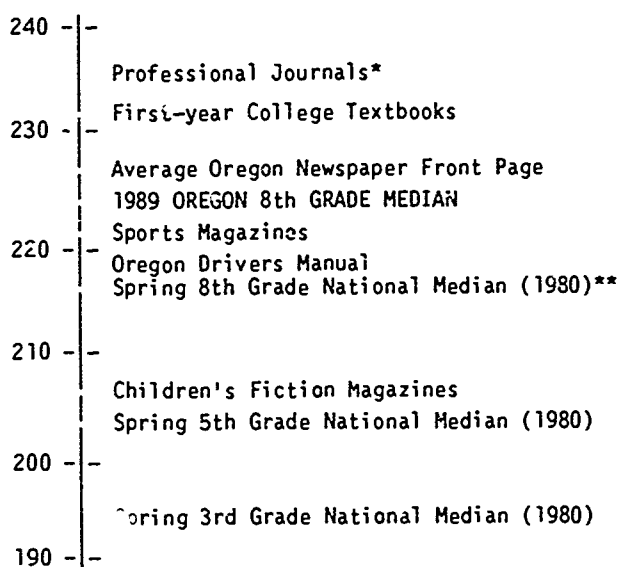 240
Professional Journals*
First-year College Textbooks
230
Average Oregon Newspaper Front Page
1989 OREGON 8th GRADE MEDIAN
Sports Magazines
220
Oregon Drivers Manual
Spring 8th Grade National Median (1980)**
210
Children's Fiction Magazines
Spring 5th Grade National Median (1980)
200
Spring 3rd Grade National Median (1980)
190